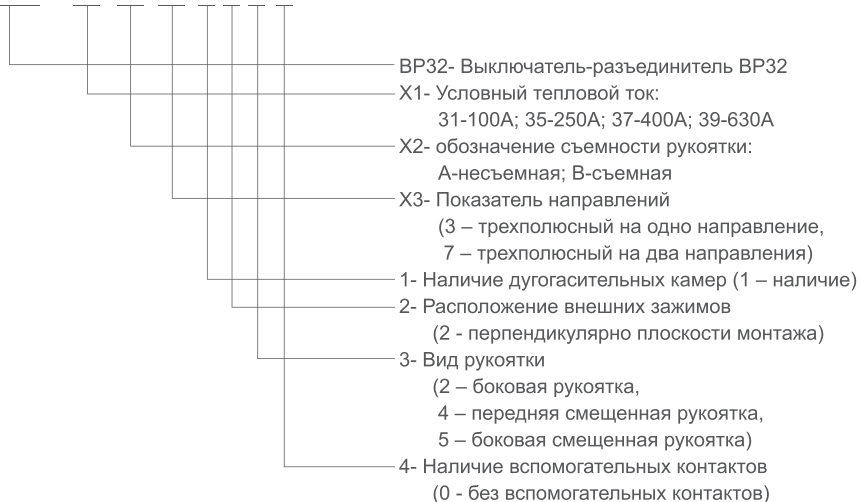 ВР32- Выключатель-разъединитель ВР32
Х1- Условный тепловой ток:
31-100А; 35-250А; 37-400А; 39-630А
Х2- обозначение съемности рукоятки:
А-несъемная; В-съемная
Х3- Показатель направлений
(3 – трехполюсный на одно направление,
7 – трехполюсный на два направления)
1- Наличие дугогасительных камер (1 – наличие)
2- Расположение внешних зажимов
(2 - перпендикулярно плоскости монтажа)
3- Вид рукоятки
(2 – боковая рукоятка,
4 – передняя смещенная рукоятка,
5 – боковая смещенная рукоятка)
4- Наличие вспомогательных контактов
(0 - без вспомогательных контактов)